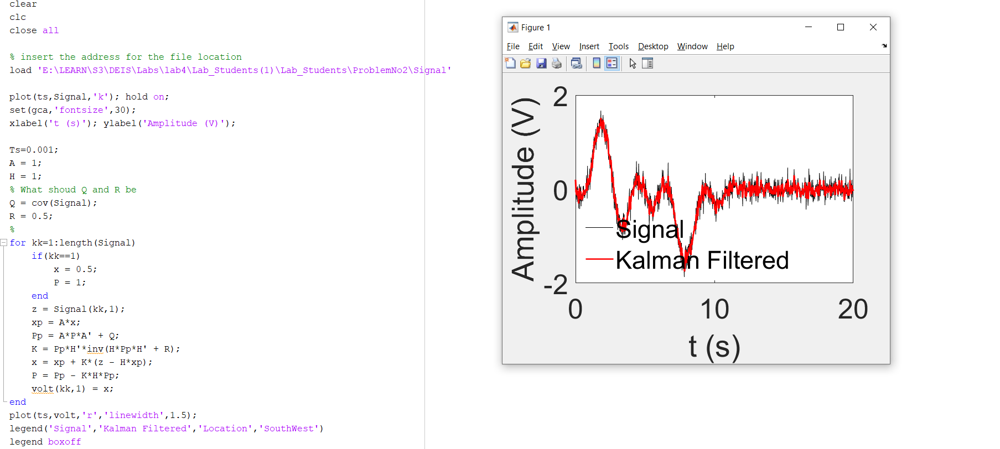 clear
clc
close all
% insert the address for the file location
load 'E:\LEARN\S3\DEIS\Labs\lab4\Lab_Students(1)\Lab_Students\ProblemNo2\Signal'
plot(ts,Signal,'k'); hold on;
set(gca,'fontsize',30);
xlabel('t (s)'); ylabel('Amplitude (V)');
Ts=0.001;
A = 1;
H = 1;
% What shoud Q and R be
Q = cov(Signal);
R = 0.5;
%
for kk=1:length(Signal)
if(kk==1)
x = 0.5;
P = 1;
end
z = Signal(kk,1);
xp = A*x;
Pp = A*P*A' + Q;
K = Pp*H'*inv(H*Pp*H' + R);
x = xp + K*(z - H*xp);
P = Pp - K*H*Pp;
volt(kk,1) = x;
end
plot(ts,volt,'r','linewidth',1.5);
legend('Signal','Kalman Filtered','Location','SouthWest')
legend boxoff
Figure 1
File Edit View Insert Tools Desktop Window Help
Amplitude (V)
2
0
-2
Signal
Kalman Filtered
0 10 20
t (s)